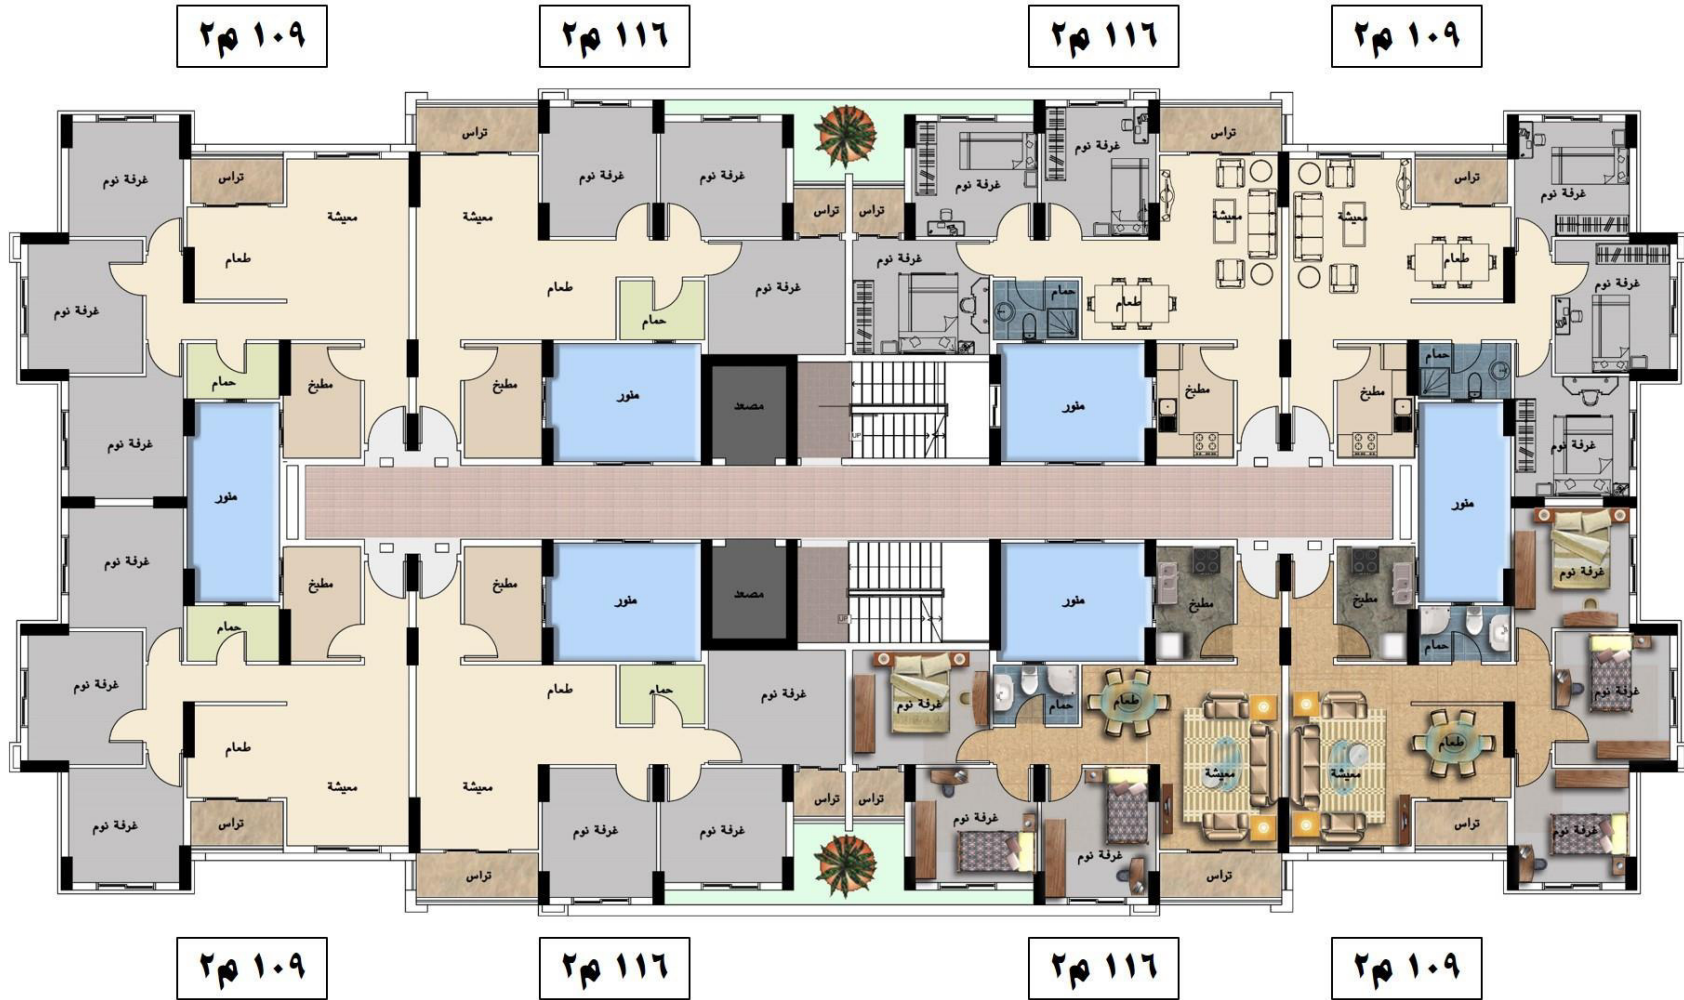 ١٠٩ م٢
١١٦ م٢
١١٦ م٢
١٠٩ م٢
غرفة نوم
تراس
معيشة
معيشة
تراس
غرفة نوم
غرفة نوم
تراس
تراس
غرفة نوم
غرفة نوم
تراس
معيشة
معيشة
تراس
غرفة نوم
غرفة نوم
طعام
طعام
حمام
غرفة نوم
غرفة نوم
حمام
طعام
طعام
غرفة نوم
غرفة نوم
حمام
مطبخ
مطبخ
منور
مصعد
UP
منور
مطبخ
مطبخ
حمام
غرفة نوم
منور
منور
غرفة نوم
حمام
مطبخ
مطبخ
منور
مصعد
UP
منور
مطبخ
مطبخ
حمام
غرفة نوم
غرفة نوم
طعام
طعام
حمام
غرفة نوم
غرفة نوم
حمام
طعام
طعام
غرفة نوم
غرفة نوم
تراس
معيشة
معيشة
تراس
غرفة نوم
غرفة نوم
تراس
تراس
غرفة نوم
غرفة نوم
تراس
معيشة
معيشة
تراس
غرفة نوم
١٠٩ م٢
١١٦ م٢
١١٦ م٢
١٠٩ م٢